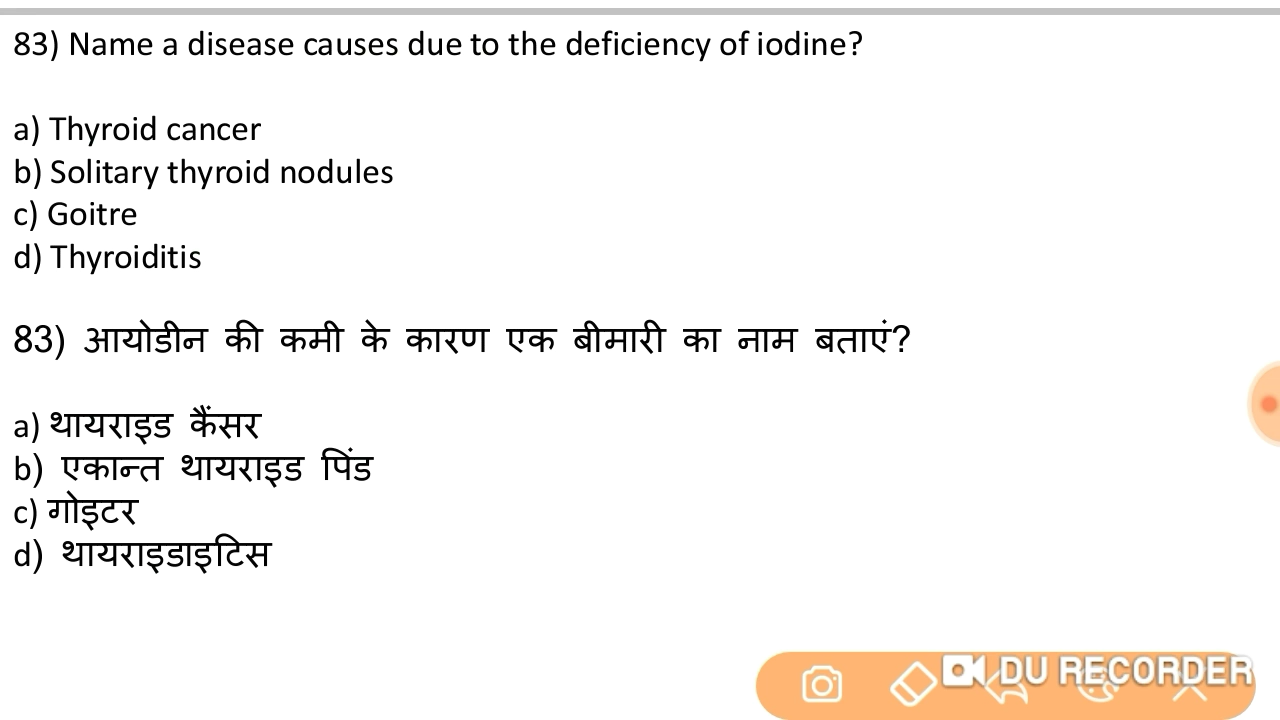 83) Name a disease causes due to the deficiency of iodine?
a) Thyroid cancer
b) Solitary thyroid nodules
c) Goitre
d) Thyroiditis
83) आयोडीन की कमी के कारण एक बीमारी का नाम बताएं?
a) थायराइड कैंसर
b) एकान्त थायराइड पिंड
c) गोइटर
d) थायराइडाइटिस
DU RECORDER